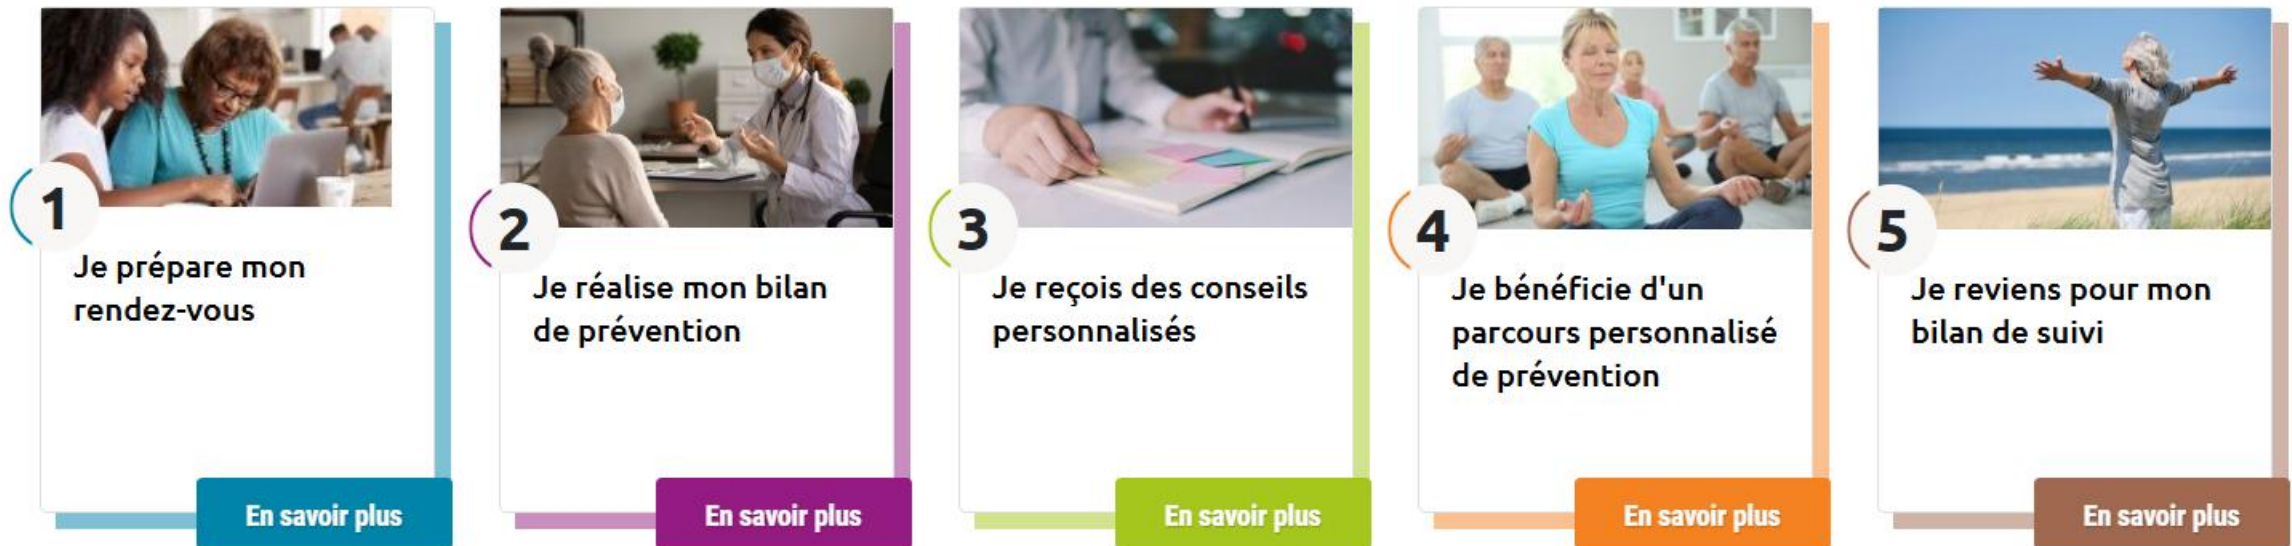 1
Je prépare mon
rendez-vous
En savoir plus
2
Je réalise mon bilan
de prévention
En savoir plus
3
Je reçois des conseils
personnalisés
En savoir plus
4
Je bénéficie d'un
parcours personnalisé
de prévention
En savoir plus
5
Je reviens pour mon
bilan de suivi
En savoir plus